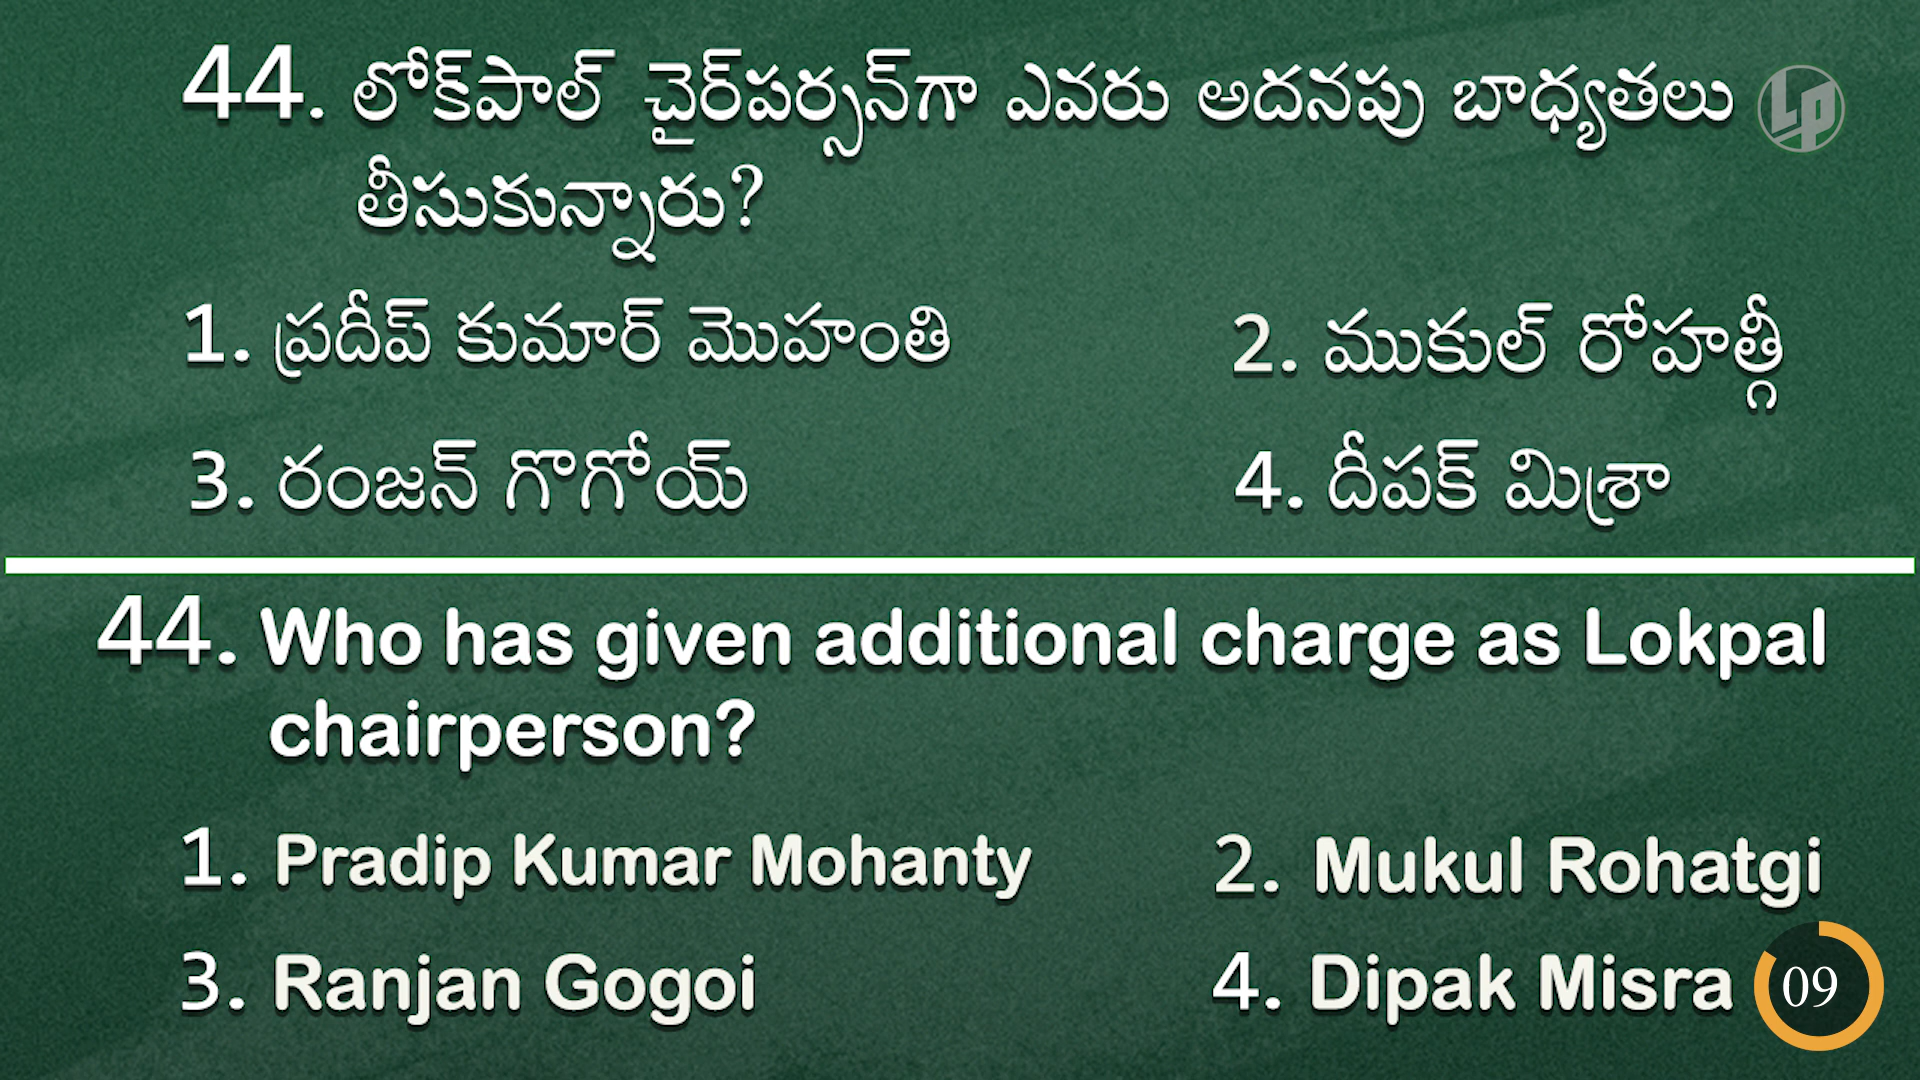 44. లోక్‌పాల్ చైర్‌పర్సన్‌గా ఎవరు అదనపు బాధ్యతలు
తీసుకున్నారు?
1. ప్రదీప్ కుమార్ మొహంతి
2. ముకుల్ రోహత్గీ
3. రంజన్ గొగోయ్
4. దీపక్ మిశ్రా
44. Who has given additional charge as Lokpal
chairperson?
1. Pradip Kumar Mohanty
2. Mukul Rohatgi
3. Ranjan Gogoi
4. Dipak Misra
09
LP